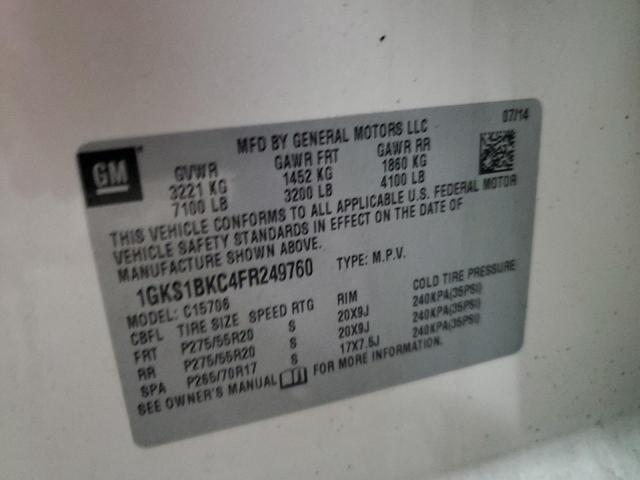 07/14
MFD BY GENERAL MOTORS LLC
GM
GVWR GAWR FRT GAWR RR
3221 KG 1452 KG 1860 KG
7100 LB 3200 LB 4100 LB
THIS VEHICLE CONFORMS TO ALL APPLICABLE U.S. FEDERAL MOTOR
VEHICLE SAFETY STANDARDS IN EFFECT ON THE DATE OF
MANUFACTURE SHOWN ABOVE.
1GKS1BKC4FR249760 TYPE: M.P.V.
MODEL: C15706
CBFL TIRE SIZE SPEED RTG RIM COLD TIRE PRESSURE
FRT P275/55R20 S 20X9J 240KPA(35PSI)
RR P275/55R20 S 20X9J 240KPA(35PSI)
SPA P265/70R17 S 17X7.5J 240KPA(35PSI)
SEE OWNER'S MANUAL FOR MORE INFORMATION.